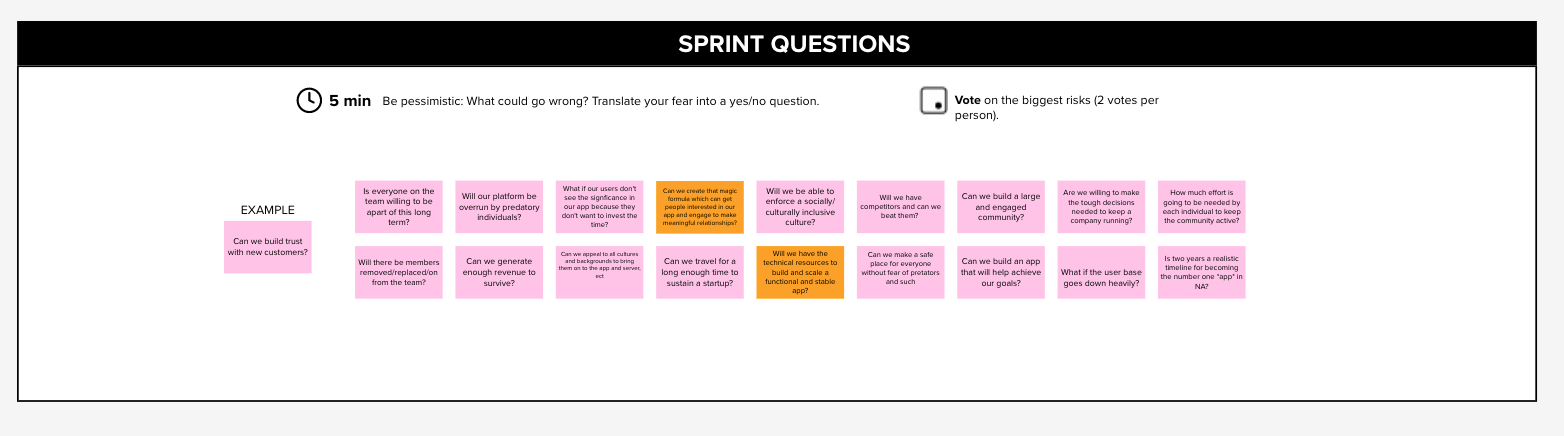 SPRINT QUESTIONS
5 min Be pessimistic: What could go wrong? Translate your fear into a yes/no question.
Vote on the biggest risks (2 votes per
person).
EXAMPLE
Can we build trust
with new customers?
Is everyone on the
team willing to be
apart of this long
term?
Will our platform be
overrun by predatory
individuals?
What if our users don't
see the signficance in
our app because they
don't want to invest the
time?
Can we create that magic
formula which can get
people interested in our
app and engage to make
meaningful relationships?
Will we be able to
enforce a socially/
culturally inclusive
culture?
Will we have
competitors and can we
beat them?
Can we build a large
and engaged
community?
Are we willing to make
the tough decisions
needed to keep a
company running?
How much effort is
going to be needed by
each individual to keep
the community active?
Will there be members
removed/replaced/on
from the team?
Can we generate
enough revenue to
survive?
Can we appeal to all cultures
and backgrounds to bring
them on to the app and server,
ect
Can we travel for a
long enough time to
sustain a startup?
Will we have the
technical resources to
build and scale a
functional and stable
app?
Can we make a safe
place for everyone
without fear of pretators
and such
Can we build an app
that will help achieve
our goals?
What if the user base
goes down heavily?
Is two years a realistic
timeline for becoming
the number one "app" in
NA?